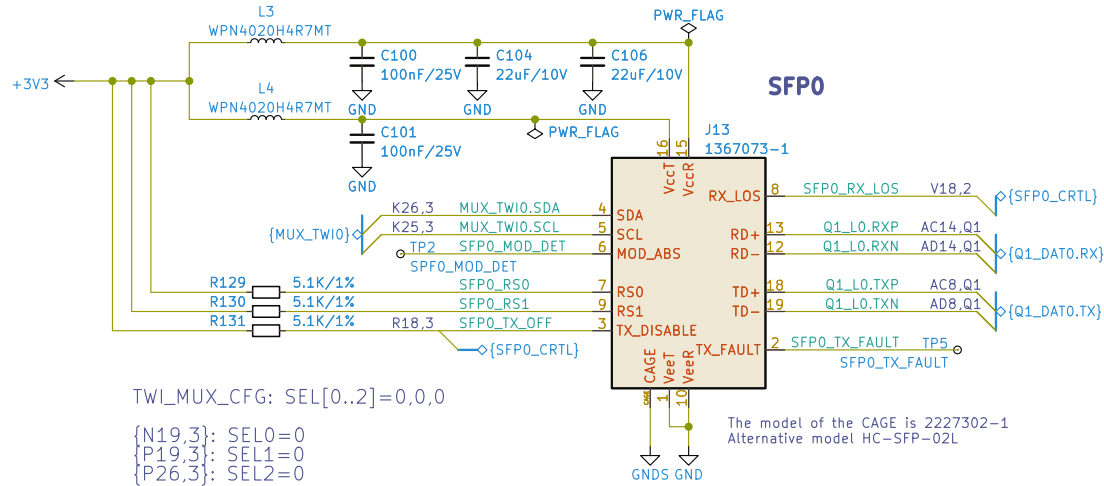 L3
WPN4020H4R7MT
PWR_FLAG
+3V3
C100
100nF/25V
GND
C104
22uF/10V
GND
C106
22uF/10V
GND
SFP0
L4
WPN4020H4R7MT
C101
100nF/25V
GND
PWR_FLAG
J13
1367073-1
16
15
VccT
VccR
RX_LOS
8
SFP0_RX_LOS
V18,2
{SFP0_CRTL}
{MUX_TWI0}
K26,3
MUX_TWI0.SDA
4
SDA
K25,3
MUX_TWI0.SCL
5
SCL
TP2
SFP0_MOD_DET
6
MOD_ABS
SPF0_MOD_DET
RD+
13
Q1_L0.RXP
AC14,Q1
RD-
12
Q1_L0.RXN
AD14,Q1
{Q1_DAT0.RX}
R129
5.1K/1%
SFP0_RS0
7
RS0
R130
5.1K/1%
SFP0_RS1
9
RS1
R131
5.1K/1%
R18,3
SFP0_TX_OFF
3
TX_DISABLE
{SFP0_CRTL}
TD+
18
Q1_L0.TXP
AC8,Q1
TD-
19
Q1_L0.TXN
AD8,Q1
{Q1_DAT0.TX}
TX_FAULT
2
SFP0_TX_FAULT
TP5
SFP0_TX_FAULT
CAGE
VeeT
VeeR
CAGE
1
10
GNDS
GND
TWI_MUX_CFG: SEL[0..2]=0,0,0
{N19,3}: SEL0=0
{P19,3}: SEL1=0
{P26,3}: SEL2=0
The model of the CAGE is 2227302-1
Alternative model HC-SFP-02L